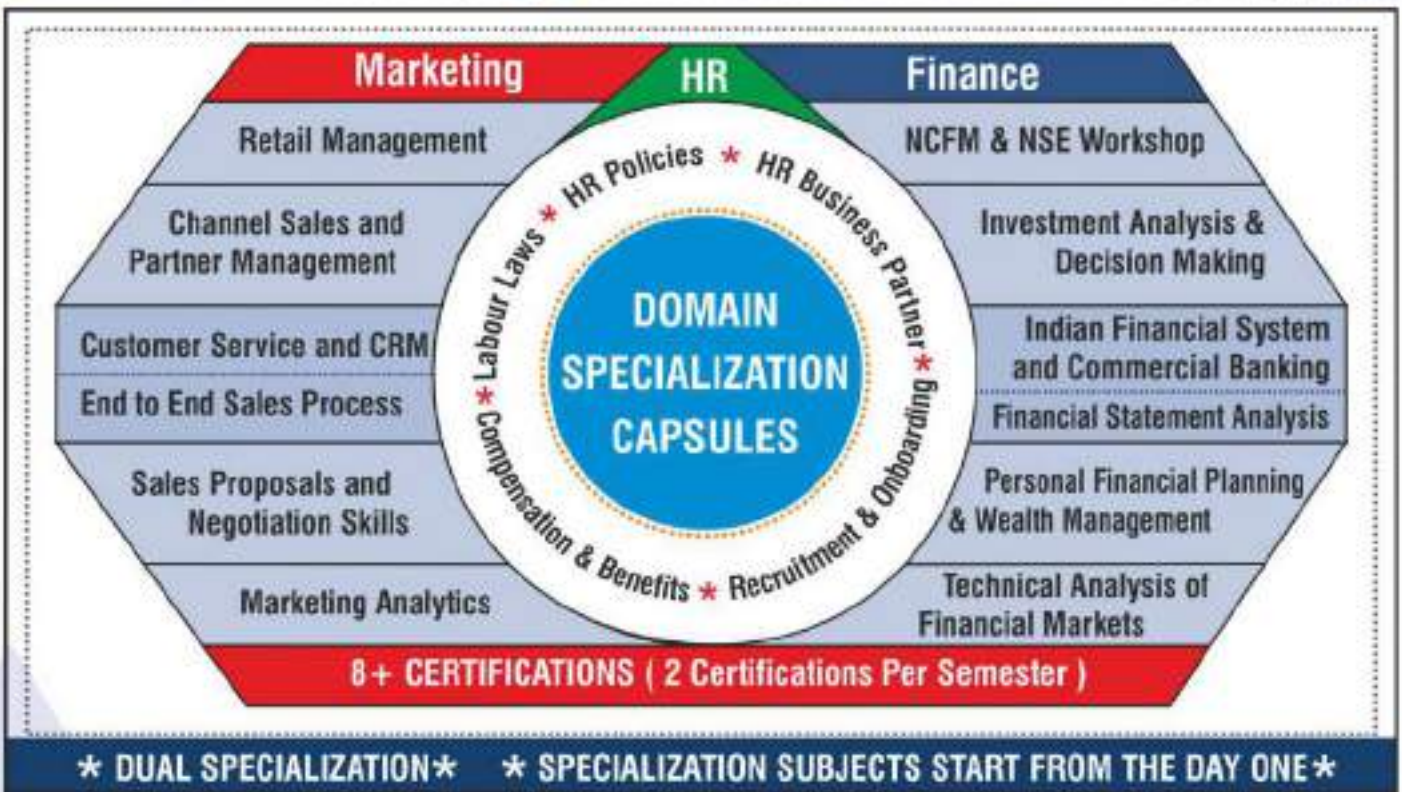 Marketing
HR
Finance
Retail Management
Channel Sales and
Partner Management
Customer Service and CRM
End to End Sales Process
Sales Proposals and
Negotiation Skills
Marketing Analytics
* HR Policies * HR Business Partner * Recruitment & Onboarding * Compensation & Benefits * Labour Laws
DOMAIN
SPECIALIZATION
CAPSULES
NCFM & NSE Workshop
Investment Analysis &
Decision Making
Indian Financial System
and Commercial Banking
Financial Statement Analysis
Personal Financial Planning
& Wealth Management
Technical Analysis of
Financial Markets
8+ CERTIFICATIONS ( 2 Certifications Per Semester )
* DUAL SPECIALIZATION* * SPECIALIZATION SUBJECTS START FROM THE DAY ONE*